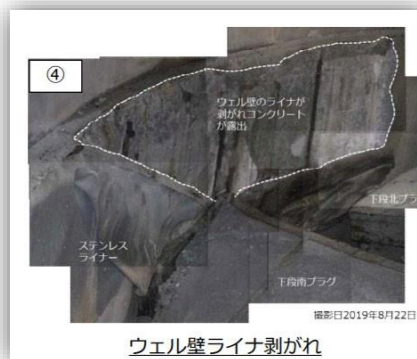 ④
ウェル壁のライナが
剥がれコンクリート
が露出
下段北プラ
ステンレス
ライナー
下段南プラグ
撮影日2019年8月22日
ウェル壁ライナ剥がれ